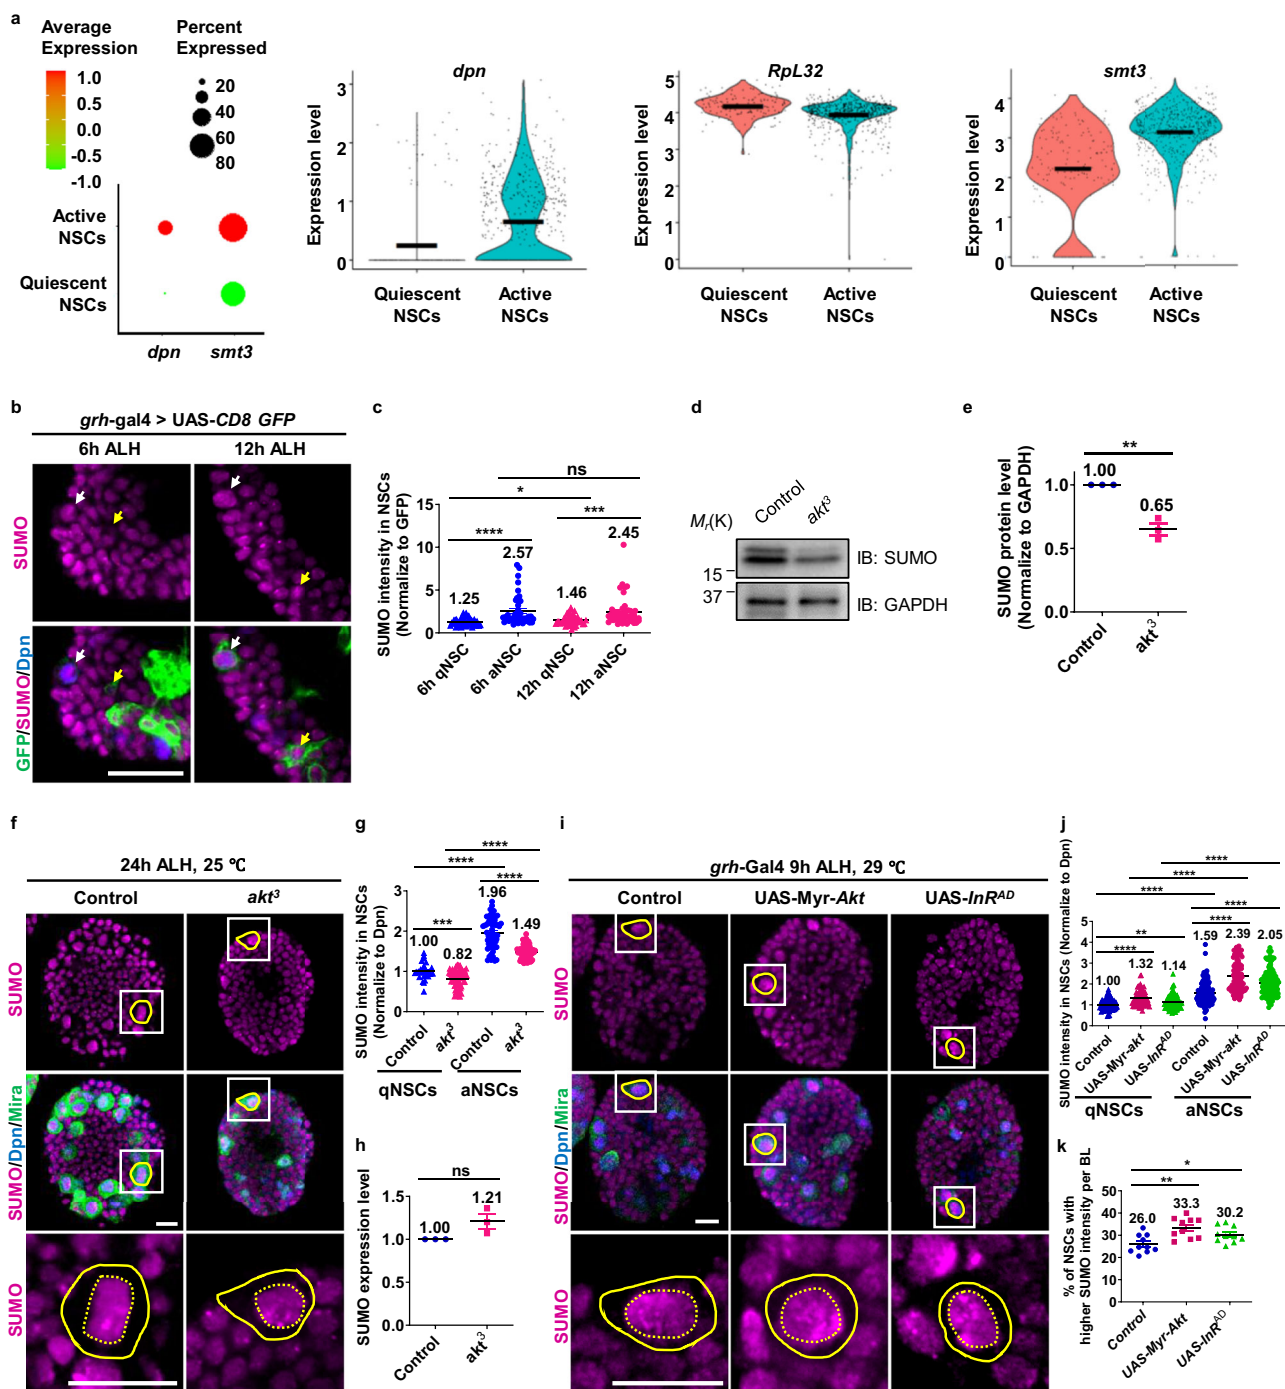 a
Average
Expression
1.0
0.5
0.0
-0.5
-1.0
Percent
Expressed
20
40
60
80
Active
NSCs
Quiescent
NSCs
dpn
smt3
dpn
Expression level
3
2
1
0
Quiescent
NSCs
Active
NSCs
RpL32
Expression level
5
4
3
2
1
0
Quiescent
NSCs
Active
NSCs
smt3
Expression level
4
3
2
1
0
Quiescent
NSCs
Active
NSCs
b
grh-gal4 > UAS-CD8 GFP
6h ALH
12h ALH
SUMO
GFP/SUMO/Dpn
c
SUMO intensity in NSCs
(Normalize to GFP)
15
10
5
0
ns
*
****
***
1.25
2.57
1.46
2.45
6h qNSC
6h aNSC
12h qNSC
12h aNSC
d
Control
akt³
Mr(K)
15
37
IB: SUMO
IB: GAPDH
e
SUMO protein level
(Normalize to GAPDH)
1.0
0.5
0.0
**
1.00
0.65
Control
akt³
f
24h ALH, 25 ℃
Control
akt³
SUMO
SUMO/Dpn/Mira
SUMO
g
SUMO intensity in NSCs
(Normalize to Dpn)
3
2
1
0
****
****
****
***
1.00
0.82
1.96
1.49
Control
akt³
Control
akt³
qNSCs
aNSCs
h
SUMO expression level
1.5
1.0
0.5
0.0
ns
1.00
1.21
Control
akt³
i
grh-Gal4 9h ALH, 29 ℃
Control
UAS-Myr-Akt
UAS-InRᴬᴰ
SUMO
SUMO/Dpn/Mira
SUMO
j
SUMO intensity in NSCs (Normalize to Dpn)
5
4
3
2
1
0
****
****
****
****
****
**
****
1.00
1.32
1.14
1.59
2.39
2.05
Control
UAS-Myr-akt
UAS-InRᴬᴰ
Control
UAS-Myr-akt
UAS-InRᴬᴰ
qNSCs
aNSCs
k
% of NSCs with
higher SUMO intensity per BL
50
40
30
20
10
0
*
**
26.0
33.3
30.2
Control
UAS-Myr-Akt
UAS-InRᴬᴰ